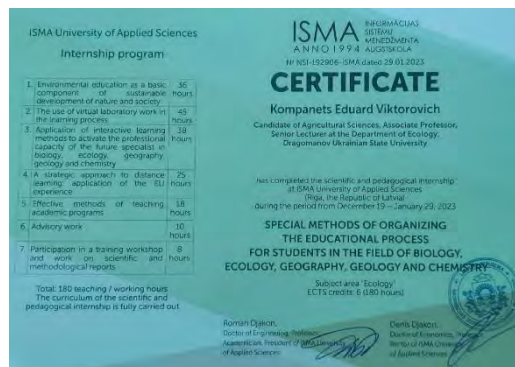 ISMA University of Applied Sciences
Internship program
1. Environmental education as a basic component of sustainable development of nature and society
36 hours
2. The use of virtual laboratory work in the learning process
45 hours
3. Application of interactive learning methods to activate the professional capacity of the future specialist in biology, ecology, geography, geology and chemistry
38 hours
4. A strategic approach to distance learning: application of the EU experience
25 hours
5. Effective methods of teaching academic programs
18 hours
6. Advisory work
10 hours
7. Participation in a training workshop and work on scientific and methodological reports
8 hours
Total: 180 teaching / working hours
The curriculum of the scientific and
pedagogical internship is fully carried out
ISMA
INFORMĀCIJAS
SISTĒMU
MENEDŽMENTA
AUGSTSKOLA
ANNO 1994
№ NSI-192906-ISMA dated 29.01.2023
CERTIFICATE
Kompanets Eduard Viktorovich
Candidate of Agricultural Sciences, Associate Professor,
Senior Lecturer at the Department of Ecology,
Dragomanov Ukrainian State University
has completed the scientific and pedagogical internship
at ISMA University of Applied Sciences
(Riga, the Republic of Latvia)
during the period from December 19 – January 29, 2023
SPECIAL METHODS OF ORGANIZING
THE EDUCATIONAL PROCESS
FOR STUDENTS IN THE FIELD OF BIOLOGY,
ECOLOGY, GEOGRAPHY, GEOLOGY AND CHEMISTRY
Subject area "Ecology"
ECTS credits: 6 (180 hours)
Roman Djakon,
Doctor of Engineering, Professor,
Academician, President of ISMA University
of Applied Sciences
Denis Djakon,
Doctor of Economics,
Rector of ISMA University
of Applied Sciences